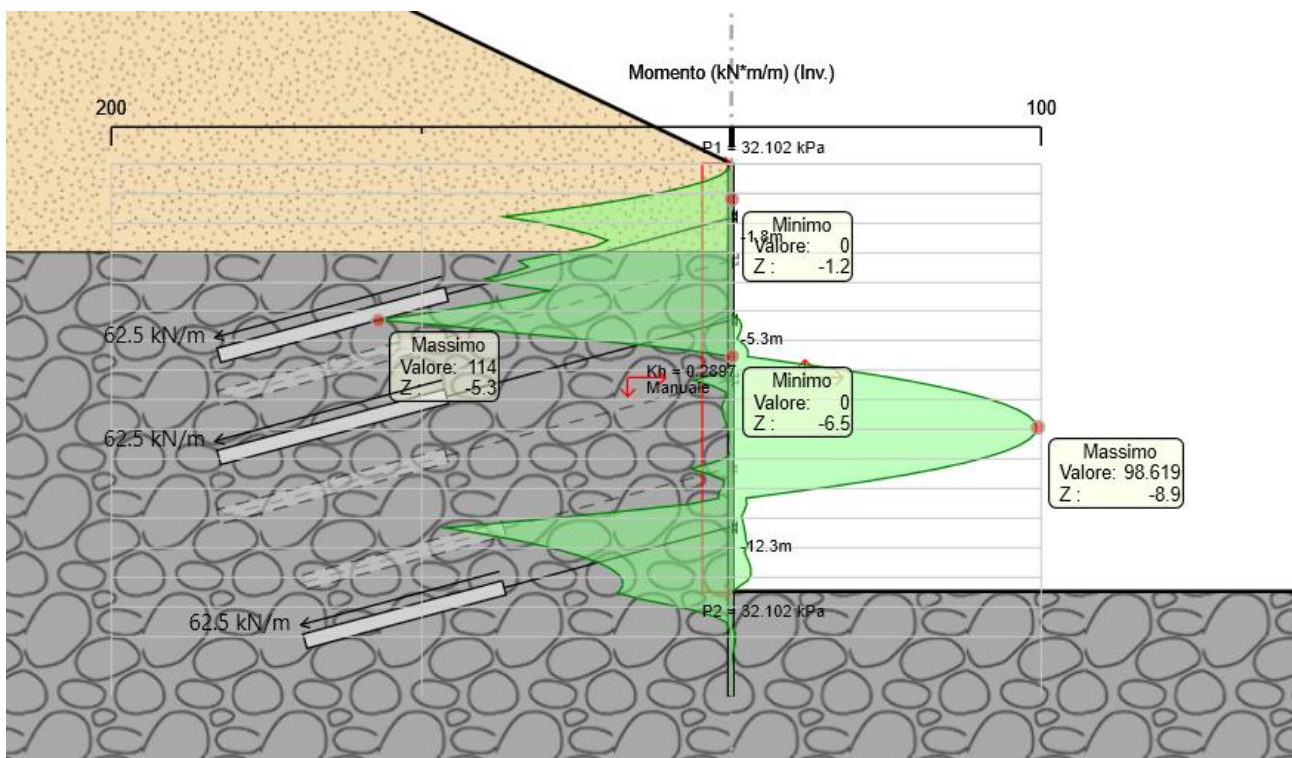 Momento (kN*m/m) (Inv.)
200
100
P1 = 32.102 kPa
Minimo
Valore: 0
Z : -1.2
-1.8m
62.5 kN/m
-5.3m
Massimo
Valore: 114
Z : -5.3
Kh = 0.2897
Manuale
Minimo
Valore: 0
Z : -6.5
62.5 kN/m
Massimo
Valore: 98.619
Z : -8.9
-12.3m
P2 = 32.102 kPa
62.5 kN/m